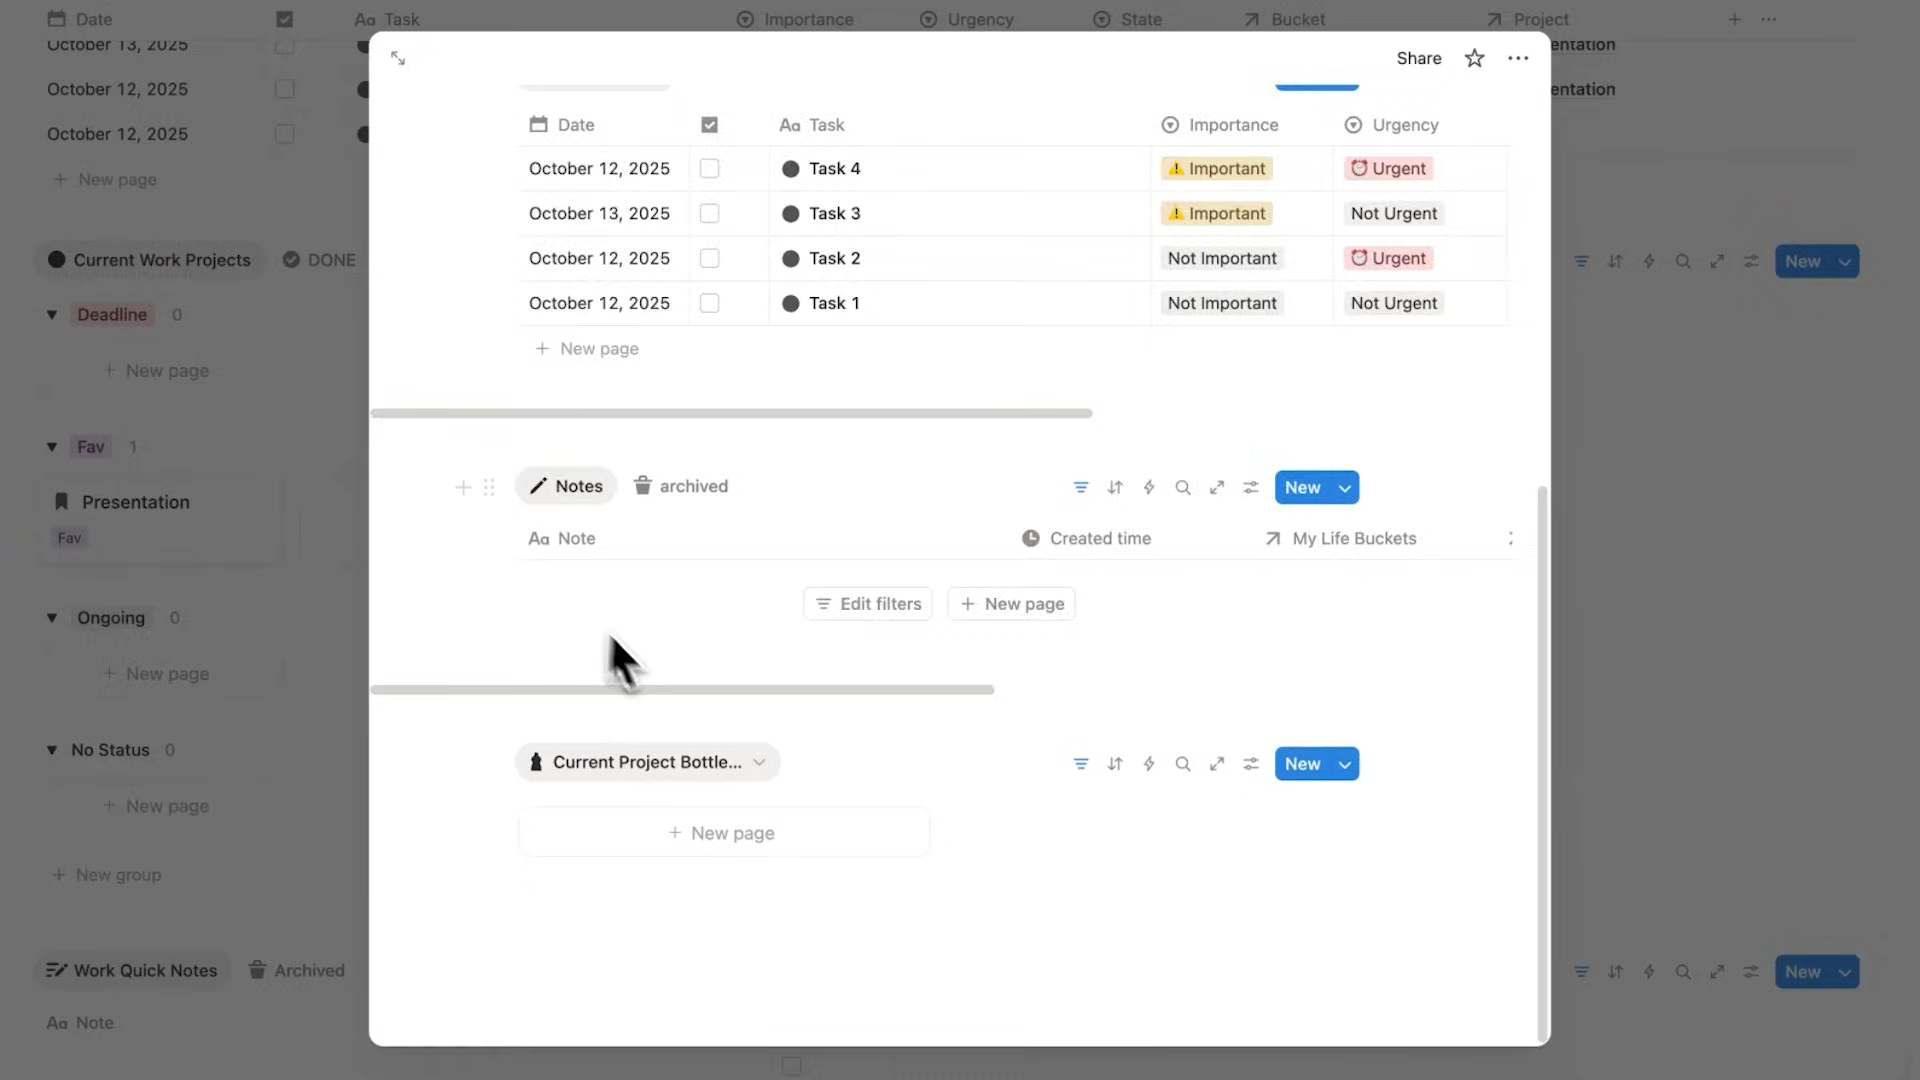 Date
Aa Task
Importance
Urgency
State
Bucket
Project
October 13, 2025
entation
October 12, 2025
entation
October 12, 2025
+ New page
Current Work Projects
DONE
New
Deadline 0
+ New page
Fav 1
Presentation
Fav
Ongoing 0
+ New page
No Status 0
+ New page
+ New group
Work Quick Notes
Archived
New
Aa Note
Share
Date
Aa Task
Importance
Urgency
October 12, 2025 Task 4 Important Urgent
October 13, 2025 Task 3 Important Not Urgent
October 12, 2025 Task 2 Not Important Urgent
October 12, 2025 Task 1 Not Important Not Urgent
+ New page
Notes
archived
New
Aa Note
Created time
My Life Buckets
Edit filters
+ New page
Current Project Bottle...
New
+ New page